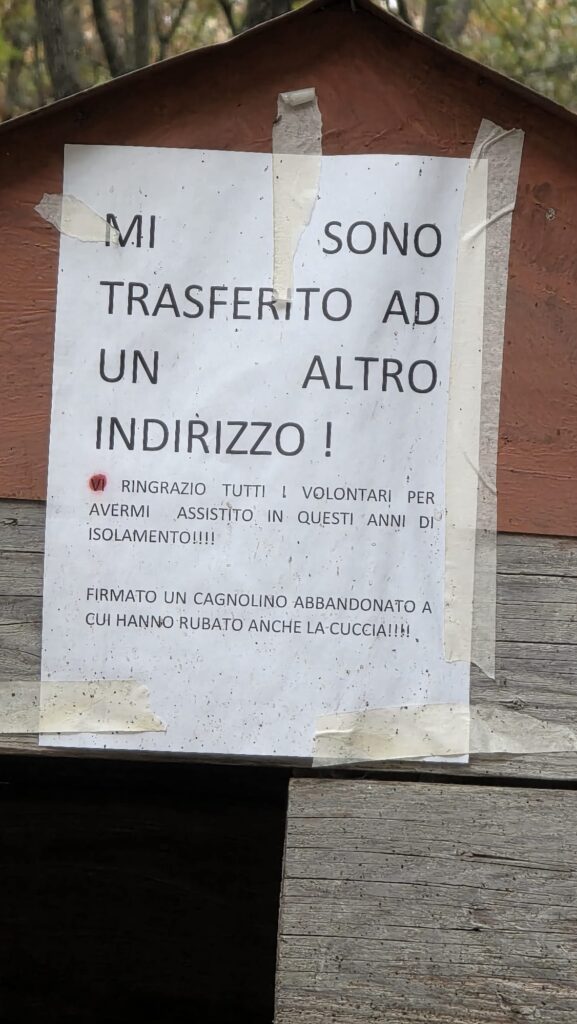 MI SONO
TRASFERITO AD
UN ALTRO
INDIRIZZO !
VI RINGRAZIO TUTTI I VOLONTARI PER
AVERMI ASSISTITO IN QUESTI ANNI DI
ISOLAMENTO!!!!
FIRMATO UN CAGNOLINO ABBANDONATO A
CUI HANNO RUBATO ANCHE LA CUCCIA!!!!